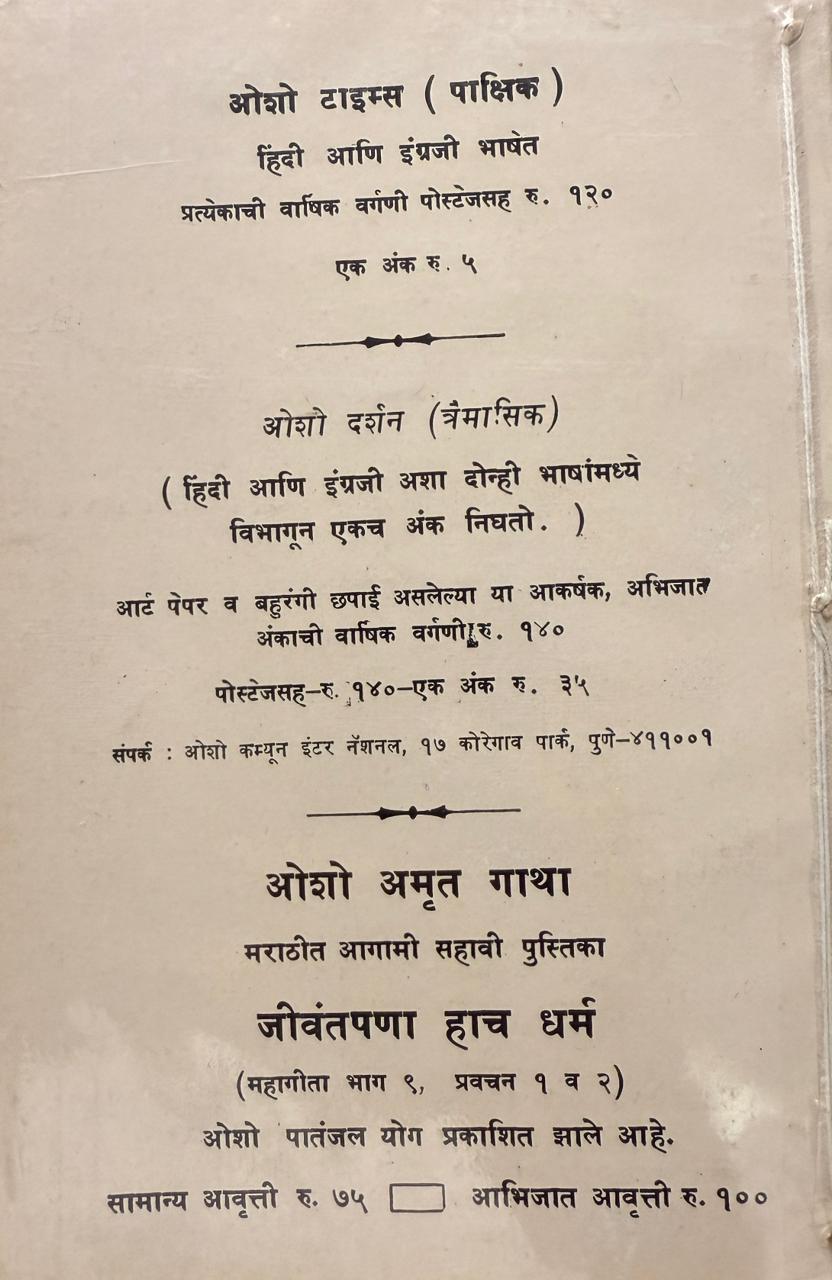 ओशो टाइम्स ( पाक्षिक )
हिंदी आणि इंग्रजी भाषेत
प्रत्येकाची वार्षिक वर्गणी पोस्टेजसह रु. १२०
एक अंक रु. ५
ओशो दर्शन (त्रैमासिक)
( हिंदी आणि इंग्रजी अशा दोन्ही भाषांमध्ये
विभागून एकच अंक निघतो. )
आर्ट पेपर व बहुरंगी छपाई असलेल्या या आकर्षक, अभिजात
अंकाची वार्षिक वर्गणी रु. १४०
पोस्टेजसह–रु. १४०–एक अंक रु. ३५
संपर्क : ओशो कम्यून इंटर नॅशनल, १७ कोरेगाव पार्क, पुणे–४११००१
ओशो अमृत गाथा
मराठीत आगामी सहावी पुस्तिका
जीवंतपणा हाच धर्म
(महागीता भाग ९, प्रवचन १ व २)
ओशो पातंजल योग प्रकाशित झाले आहे.
सामान्य आवृत्ती रु. ७५ आभिजात आवृत्ती रु. १००